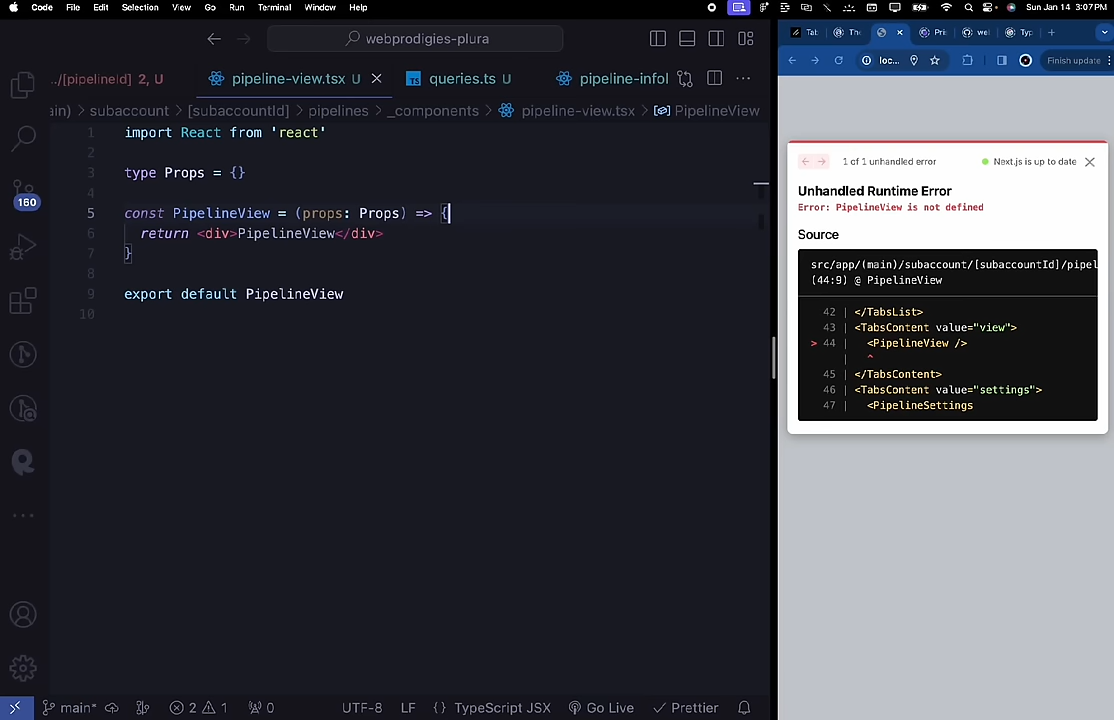 Code File Edit Selection View Go Run Terminal Window Help
Sun Jan 14 3:07PM
webprodigies-plura
../[pipelineId] 2, U
pipeline-view.tsx U
TS queries.ts U
pipeline-infol
ain) > subaccount > [subaccountId] > pipelines > _components > pipeline-view.tsx > PipelineView
1 import React from 'react'
2
3 type Props = {}
4
5 const PipelineView = (props: Props) => {
6 return <div>PipelineView</div>
7 }
8
9 export default PipelineView
10
160
main*
2 1
0
UTF-8
LF
{ } TypeScript JSX
Go Live
Prettier
Tab
The
Pri
wel
Typ
loc...
Finish update
1 of 1 unhandled error
Next.js is up to date
Unhandled Runtime Error
Error: PipelineView is not defined
Source
src/app/(main)/subaccount/[subaccountId]/pipel
(44:9) @ PipelineView
42 | </TabsList>
43 | <TabsContent value="view">
> 44 | <PipelineView />
| ^
45 | </TabsContent>
46 | <TabsContent value="settings">
47 | <PipelineSettings